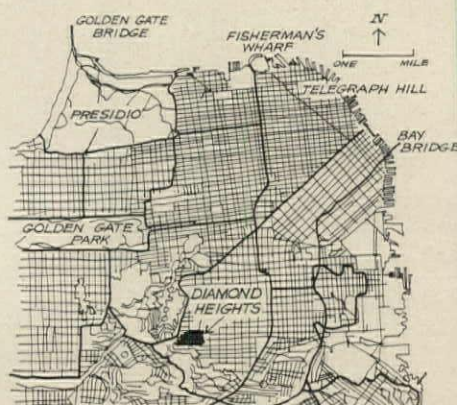 GOLDEN GATE
BRIDGE
FISHERMAN'S
WHARF
N
ONE MILE
TELEGRAPH HILL
PRESIDIO
BAY
BRIDGE
GOLDEN GATE
PARK
DIAMOND
HEIGHTS